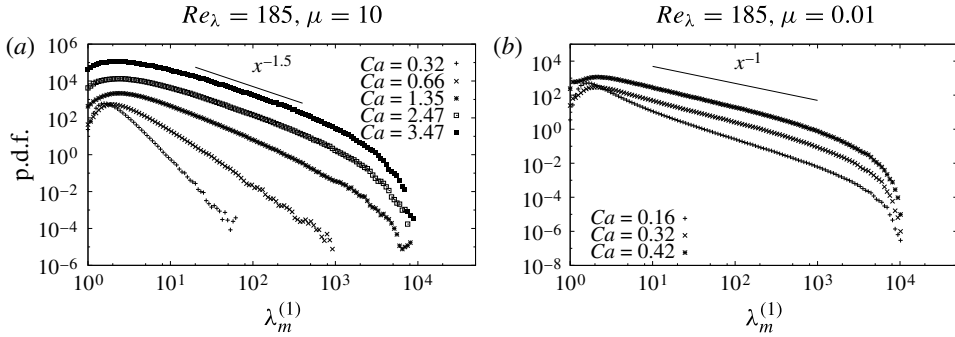 Re_λ = 185, μ = 10
(a)
10^6
10^4
10^2
10^0
10^−2
10^−4
10^−6
p.d.f.
x^−1.5
Ca = 0.32
Ca = 0.66
Ca = 1.35
Ca = 2.47
Ca = 3.47
10^0 10^1 10^2 10^3 10^4
λ_m^(1)
Re_λ = 185, μ = 0.01
(b)
10^4
10^2
10^0
10^−2
10^−4
10^−6
10^−8
x^−1
Ca = 0.16
Ca = 0.32
Ca = 0.42
10^0 10^1 10^2 10^3 10^4
λ_m^(1)